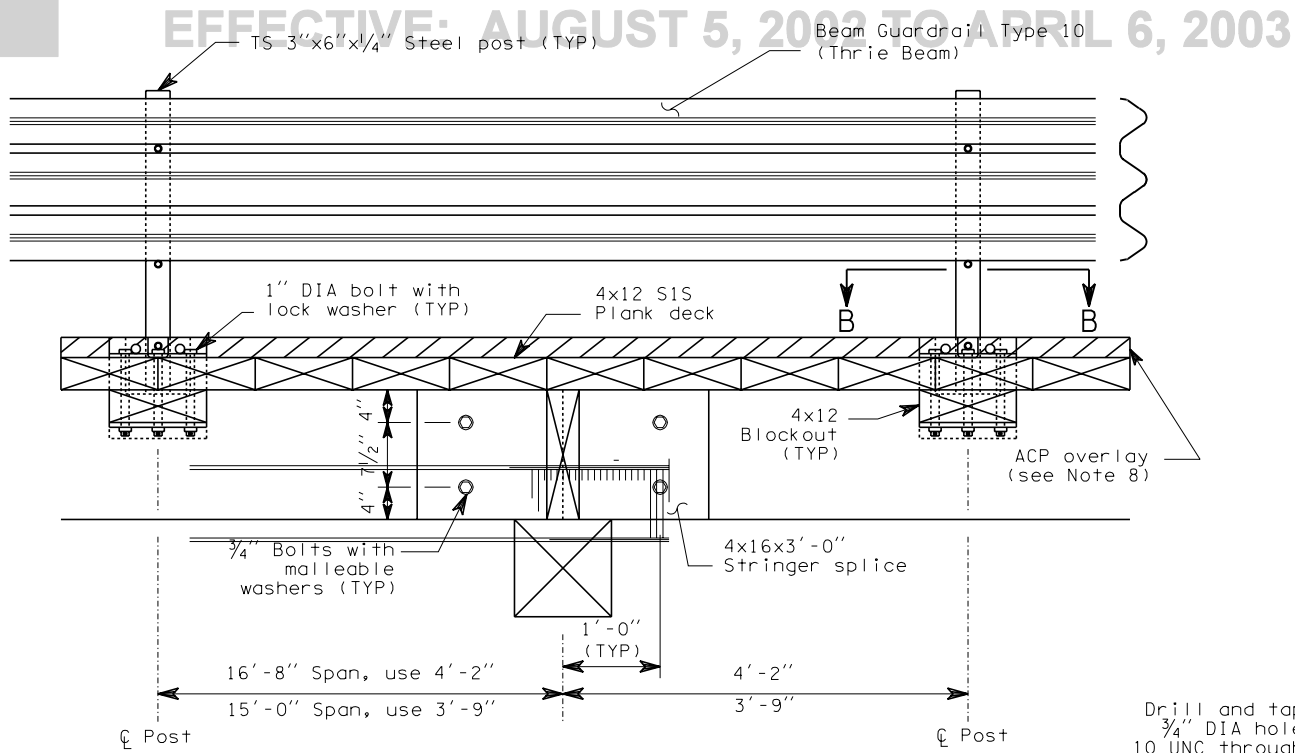 EFFECTIVE: AUGUST 5, 2002 TO APRIL 6, 2003
TS 3"x6"x1/4" Steel post (TYP)
Beam Guardrail Type 10
(Thrie Beam)
1" DIA bolt with
lock washer (TYP)
4x12 S1S
Plank deck
B
B
4"
7 1/2"
4"
4x12
Blockout
(TYP)
ACP overlay
(see Note 8)
3/4" Bolts with
malleable
washers (TYP)
4x16x3'-0"
Stringer splice
1'-0"
(TYP)
16'-8" Span, use 4'-2"
4'-2"
15'-0" Span, use 3'-9"
3'-9"
℄ Post
℄ Post
Drill and tap
3/4" DIA hole
10 UNC through